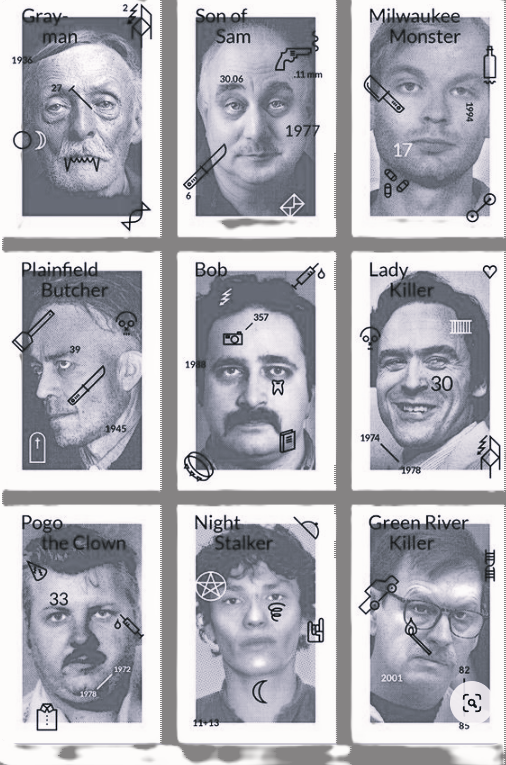 Gray-
man
2
1936
27
Son of
Sam
30.06
.11 mm
1977
6
Milwaukee
Monster
1994
17
Plainfield
Butcher
39
1945
Bob
357
1988
Lady
Killer
30
1974
1978
Pogo
the Clown
33
1972
1978
Night
Stalker
11+13
Green River
Killer
2001
82
85